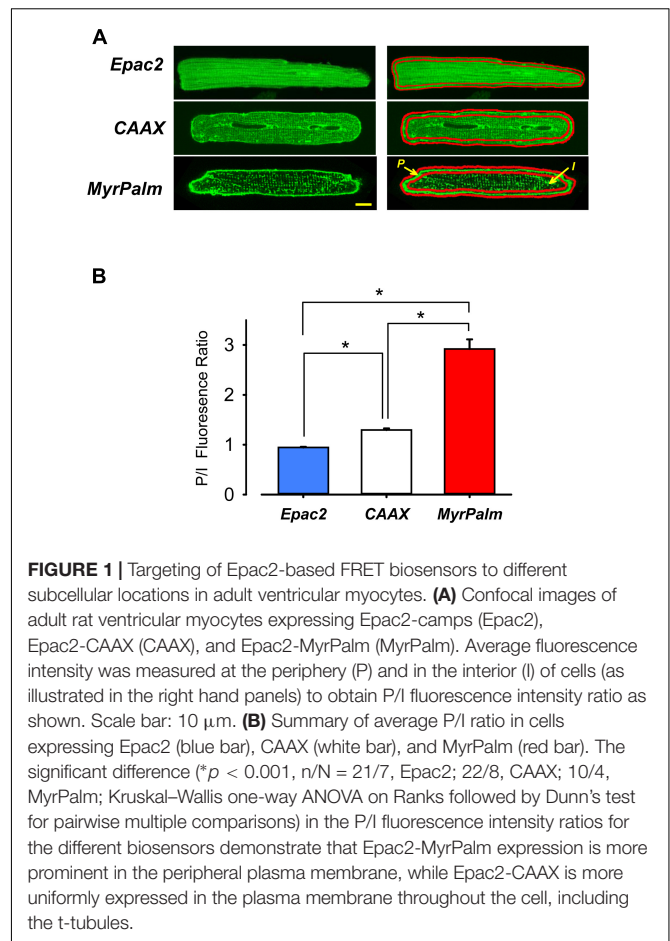 A
Epac2
CAAX
MyrPalm
P
I
B
*
*
*
P/I Fluoresence Ratio
3
2
1
0
Epac2 CAAX MyrPalm
FIGURE 1 | Targeting of Epac2-based FRET biosensors to different
subcellular locations in adult ventricular myocytes. (A) Confocal images of
adult rat ventricular myocytes expressing Epac2-camps (Epac2),
Epac2-CAAX (CAAX), and Epac2-MyrPalm (MyrPalm). Average fluorescence
intensity was measured at the periphery (P) and in the interior (I) of cells (as
illustrated in the right hand panels) to obtain P/I fluorescence intensity ratio as
shown. Scale bar: 10 μm. (B) Summary of average P/I ratio in cells
expressing Epac2 (blue bar), CAAX (white bar), and MyrPalm (red bar). The
significant difference (*p < 0.001, n/N = 21/7, Epac2; 22/8, CAAX; 10/4,
MyrPalm; Kruskal–Wallis one-way ANOVA on Ranks followed by Dunn's test
for pairwise multiple comparisons) in the P/I fluorescence intensity ratios for
the different biosensors demonstrate that Epac2-MyrPalm expression is more
prominent in the peripheral plasma membrane, while Epac2-CAAX is more
uniformly expressed in the plasma membrane throughout the cell, including
the t-tubules.